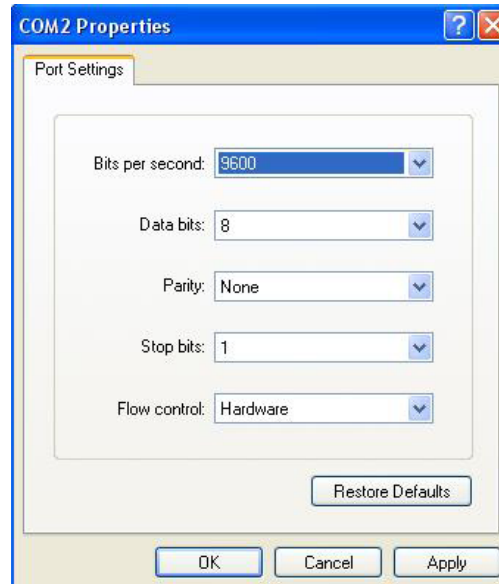 COM2 Properties
Port Settings
Bits per second: 9600
Data bits: 8
Parity: None
Stop bits: 1
Flow control: Hardware
Restore Defaults
OK Cancel Apply